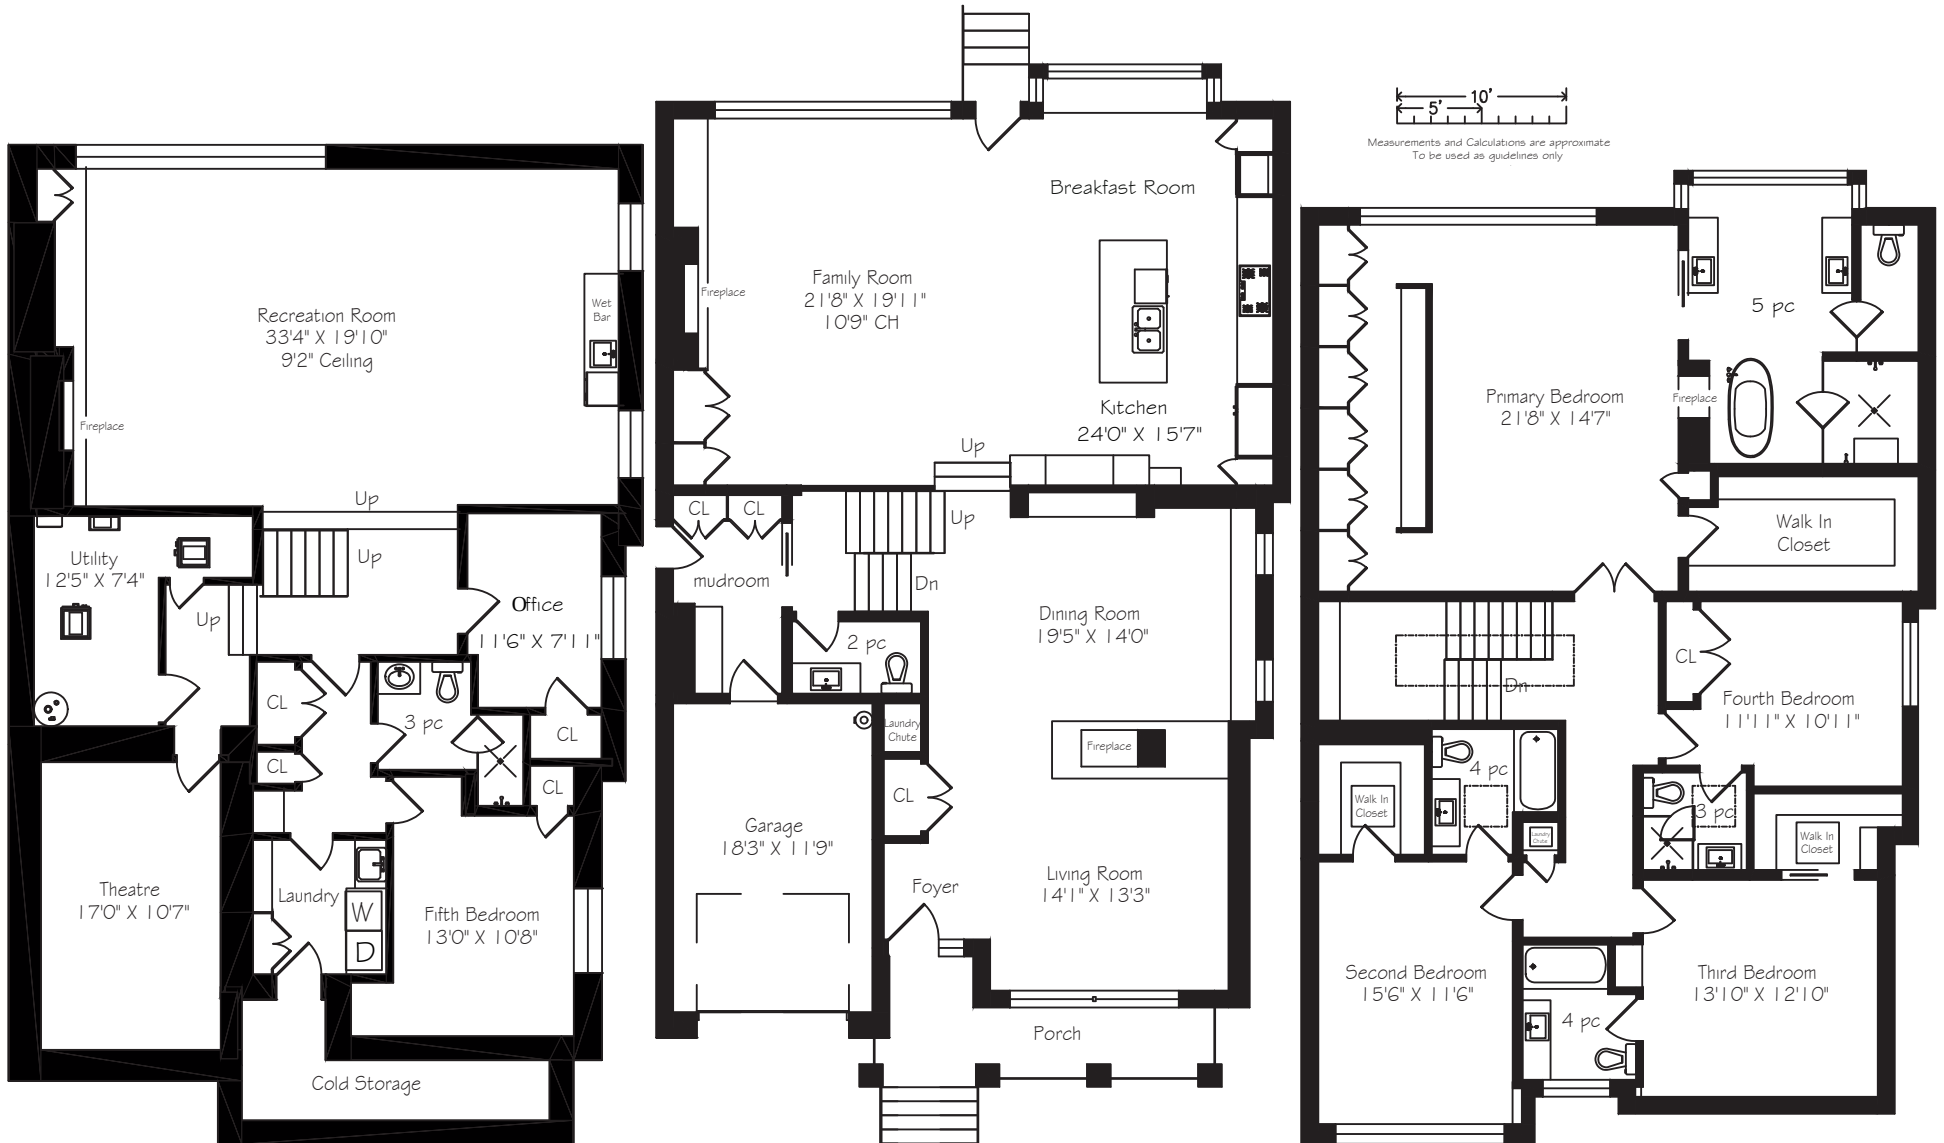 Recreation Room
33'4" X 19'10"
9'2" Ceiling
Wet
Bar
Fireplace
Up
Utility
12'5" X 7'4"
Up
Up
Office
11'6" X 7'11"
CL
3 pc
CL
CL
CL
Theatre
17'0" X 10'7"
Laundry
W
D
Fifth Bedroom
13'0" X 10'8"
Cold Storage
Breakfast Room
Family Room
21'8" X 19'11"
10'9" CH
Fireplace
Kitchen
24'0" X 15'7"
Up
CL
CL
Up
mudroom
Dn
2 pc
Dining Room
19'5" X 14'0"
Laundry
Chute
Fireplace
CL
Garage
18'3" X 11'9"
Foyer
Living Room
14'1" X 13'3"
Porch
10'
5'
Measurements and Calculations are approximate
To be used as guidelines only
5 pc
Primary Bedroom
21'8" X 14'7"
Fireplace
Walk In
Closet
Dn
CL
Fourth Bedroom
11'11" X 10'11"
4 pc
Walk In
Closet
Laundry
Chute
3 pc
Walk In
Closet
Second Bedroom
15'6" X 11'6"
Third Bedroom
13'10" X 12'10"
4 pc